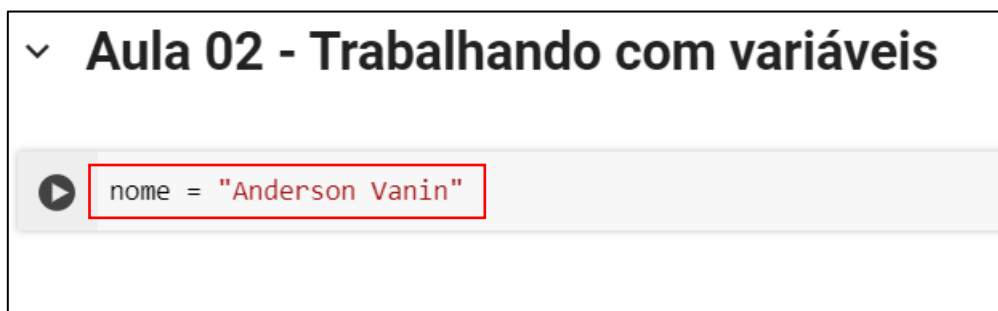 Aula 02 - Trabalhando com variáveis
nome = "Anderson Vanin"